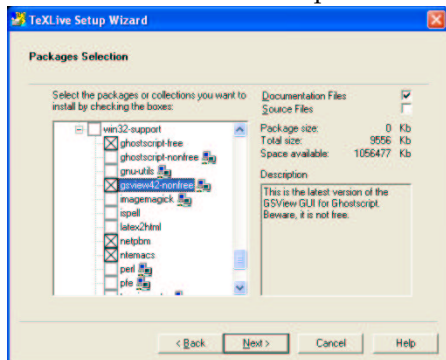 TeXLive Setup Wizard
Packages Selection
Select the packages or collections you want to
install by checking the boxes:
win32-support
ghostscript-free
ghostscript-nonfree
gnu-utils
gsview42-nonfree
imagemagick
ispell
latex2html
netpbm
ntemacs
perl
pfe
Documentation Files
Source Files
Package size: 0 Kb
Total size: 9556 Kb
Space available: 1056477 Kb
Description
This is the latest version of the
GSView GUI for Ghostscript.
Beware, it is not free.
< Back
Next >
Cancel
Help